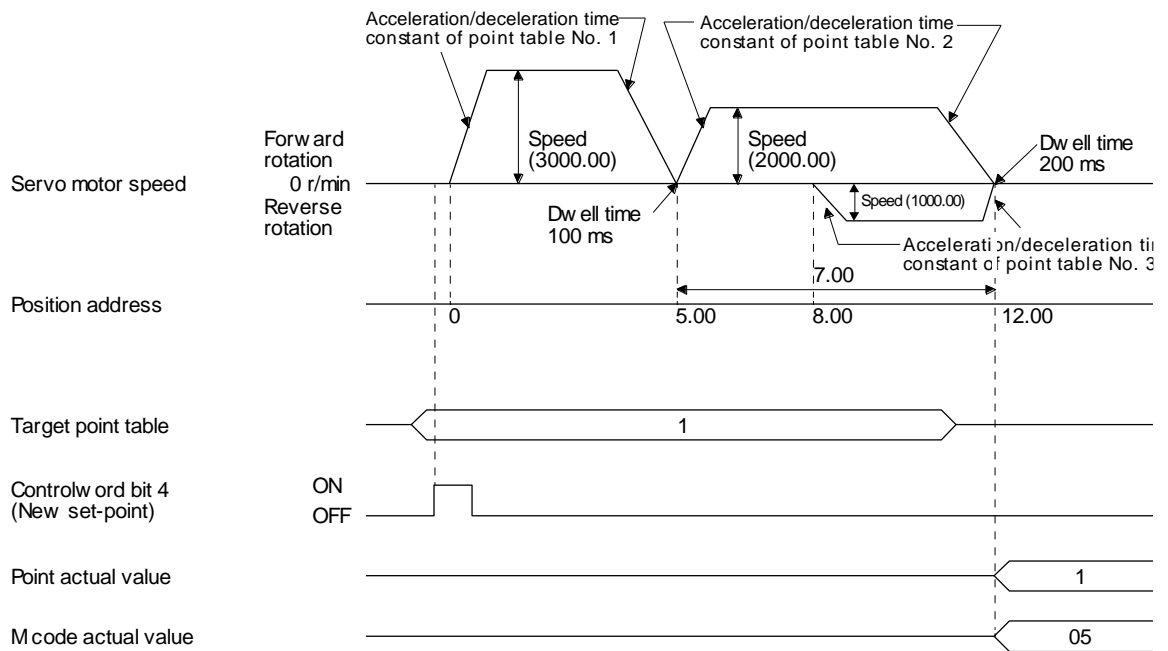 Acceleration/deceleration time
constant of point table No. 1
Acceleration/deceleration time
constant of point table No. 2
Forward
rotation
Servo motor speed
0 r/min
Reverse
rotation
Speed
(3000.00)
Speed
(2000.00)
Dwell time
200 ms
Dwell time
100 ms
Speed (1000.00)
Acceleration/deceleration ti
constant of point table No. 3
7.00
Position address
0
5.00
8.00
12.00
Target point table
1
Controlword bit 4
(New set-point)
ON
OFF
Point actual value
1
M code actual value
05